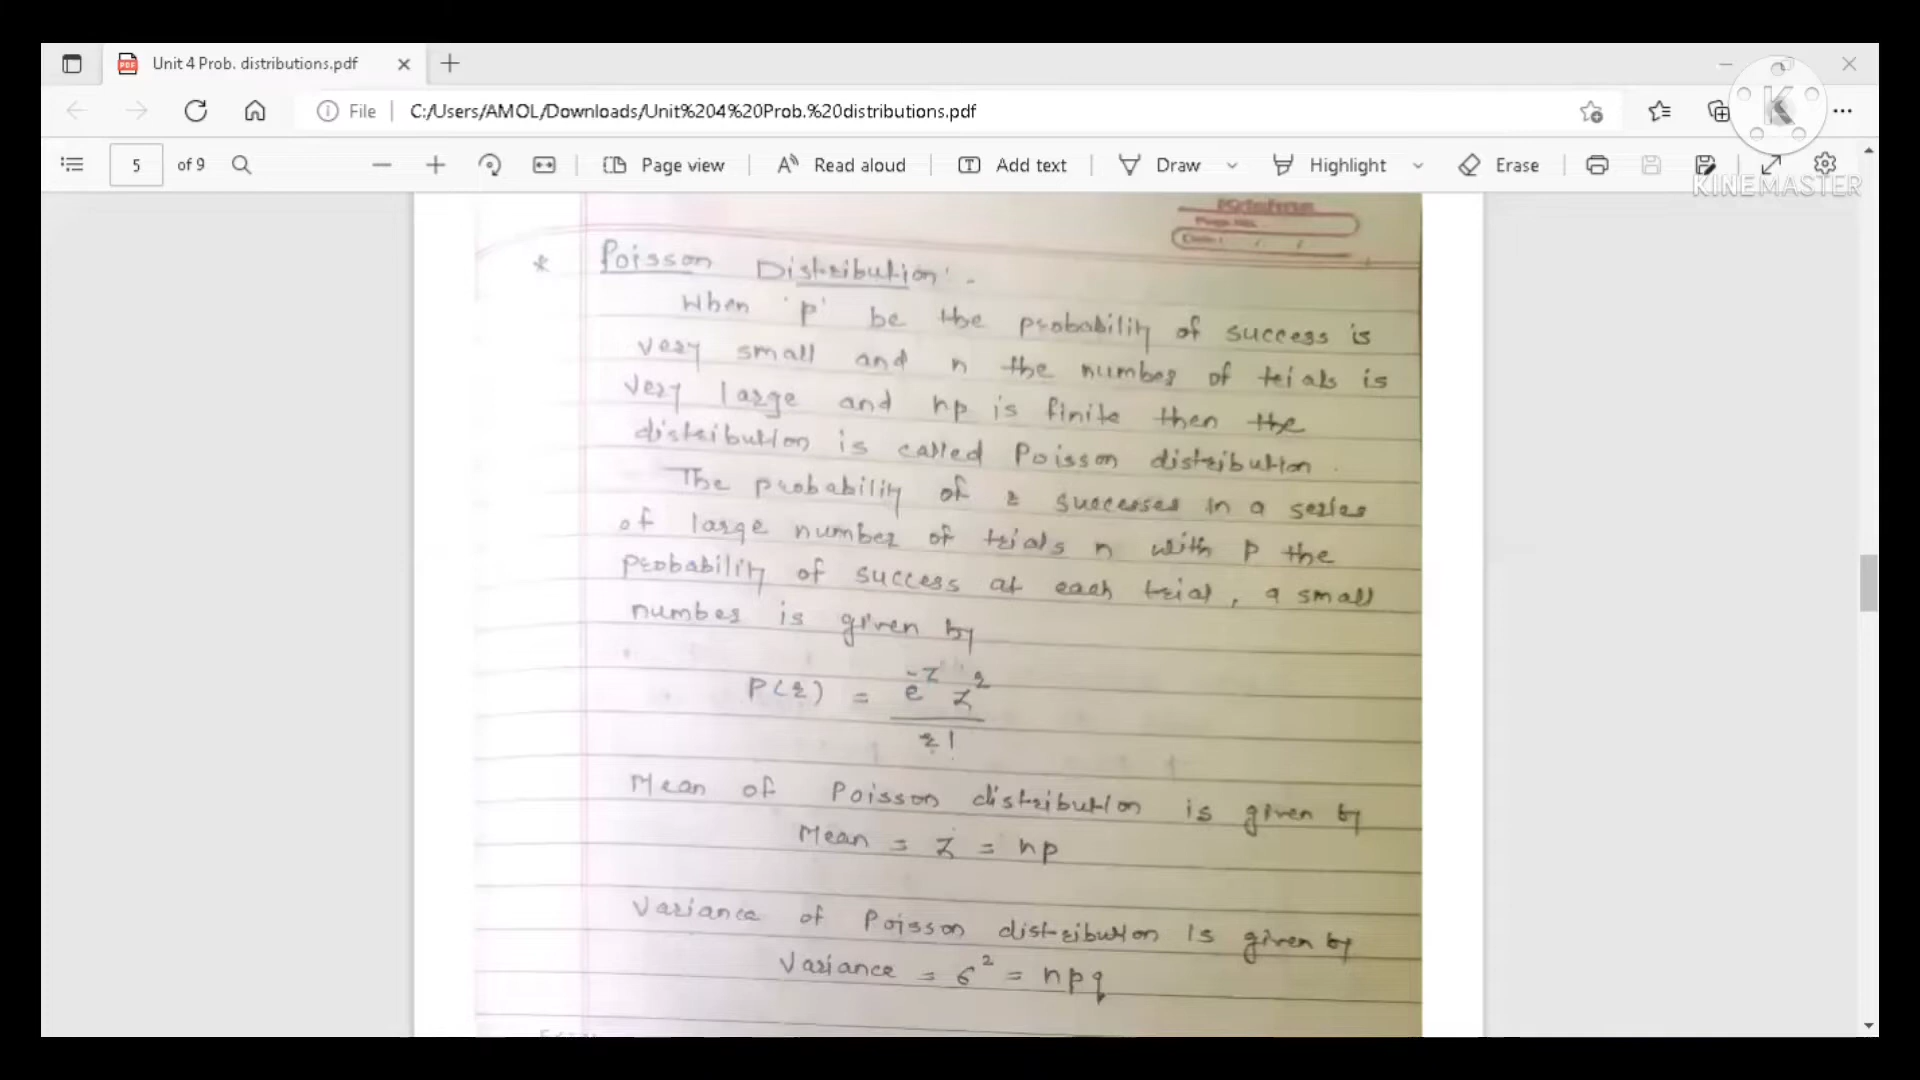 Unit 4 Prob. distributions.pdf
File
C:/Users/AMOL/Downloads/Unit%204%20Prob.%20distributions.pdf
5 of 9
Page view
Read aloud
Add text
Draw
Highlight
Erase
K
KINEMASTER
Page No.
Date: / /
* Poisson Distribution : -
When 'p' be the probability of success is
very small and n the number of trials is
very large and np is finite then the
distribution is called Poisson distribution.
The probability of r successes in a series
of large number of trials n with p the
probability of success at each trial, a small
number is given by
P(r) = e^-z z^r / r!
Mean of Poisson distribution is given by
Mean = z = np
Variance of Poisson distribution is given by
Variance = σ² = npq